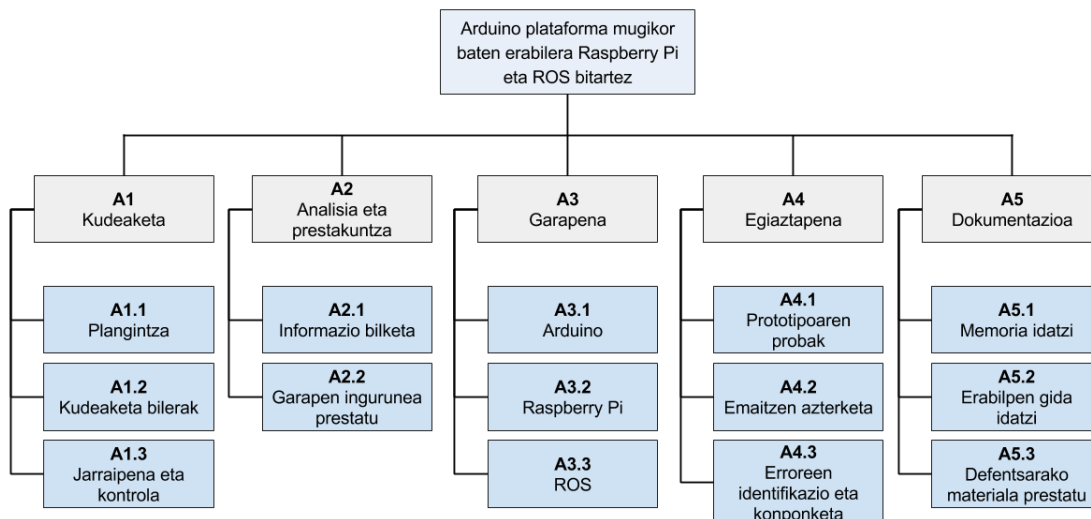 Arduino plataforma mugikor
baten erabilera Raspberry Pi
eta ROS bitartez
A1
Kudeaketa
A2
Analisia eta
prestakuntza
A3
Garapena
A4
Egiaztapena
A5
Dokumentazioa
A1.1
Plangintza
A1.2
Kudeaketa bilerak
A1.3
Jarraipena eta
kontrola
A2.1
Informazio bilketa
A2.2
Garapen ingurunea
prestatu
A3.1
Arduino
A3.2
Raspberry Pi
A3.3
ROS
A4.1
Prototipoaren
probak
A4.2
Emaitzen azterketa
A4.3
Erroreen
identifikazio eta
konponketa
A5.1
Memoria idatzi
A5.2
Erabilpen gida
idatzi
A5.3
Defentsarako
materiala prestatu